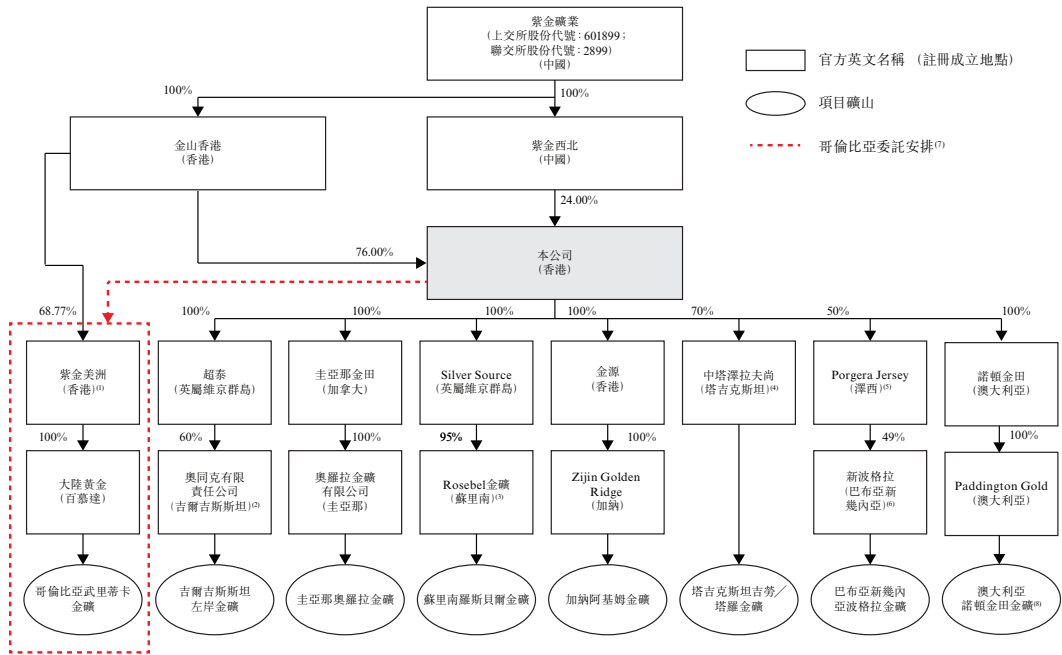 紫金礦業
(上交所股份代號：601899；
聯交所股份代號：2899)
(中國)
官方英文名稱 （註冊成立地點）
項目礦山
哥倫比亞委託安排(7)
100%
100%
金山香港
(香港)
紫金西北
(中國)
24.00%
76.00%
本公司
(香港)
68.77%
100%
100%
100%
100%
70%
50%
100%
紫金美洲
(香港)(1)
超泰
(英屬維京群島)
圭亞那金田
(加拿大)
Silver Source
(英屬維京群島)
金源
(香港)
中塔澤拉夫尚
(塔吉克斯坦)(4)
Porgera Jersey
(澤西)(5)
諾頓金田
(澳大利亞)
100%
60%
100%
95%
100%
49%
100%
大陸黃金
(百慕達)
奧同克有限
責任公司
(吉爾吉斯斯坦)(2)
奧羅拉金礦
有限公司
(圭亞那)
Rosebel金礦
(蘇里南)(3)
Zijin Golden
Ridge
(加納)
新波格拉
(巴布亞新
幾內亞)(6)
Paddington Gold
(澳大利亞)
哥倫比亞武里蒂卡
金礦
吉爾吉斯斯坦
左岸金礦
圭亞那奧羅拉金礦
蘇里南羅斯貝爾金礦
加納阿基姆金礦
塔吉克斯坦吉勞／
塔羅金礦
巴布亞新幾內
亞波格拉金礦
澳大利亞
諾頓金田金礦(8)